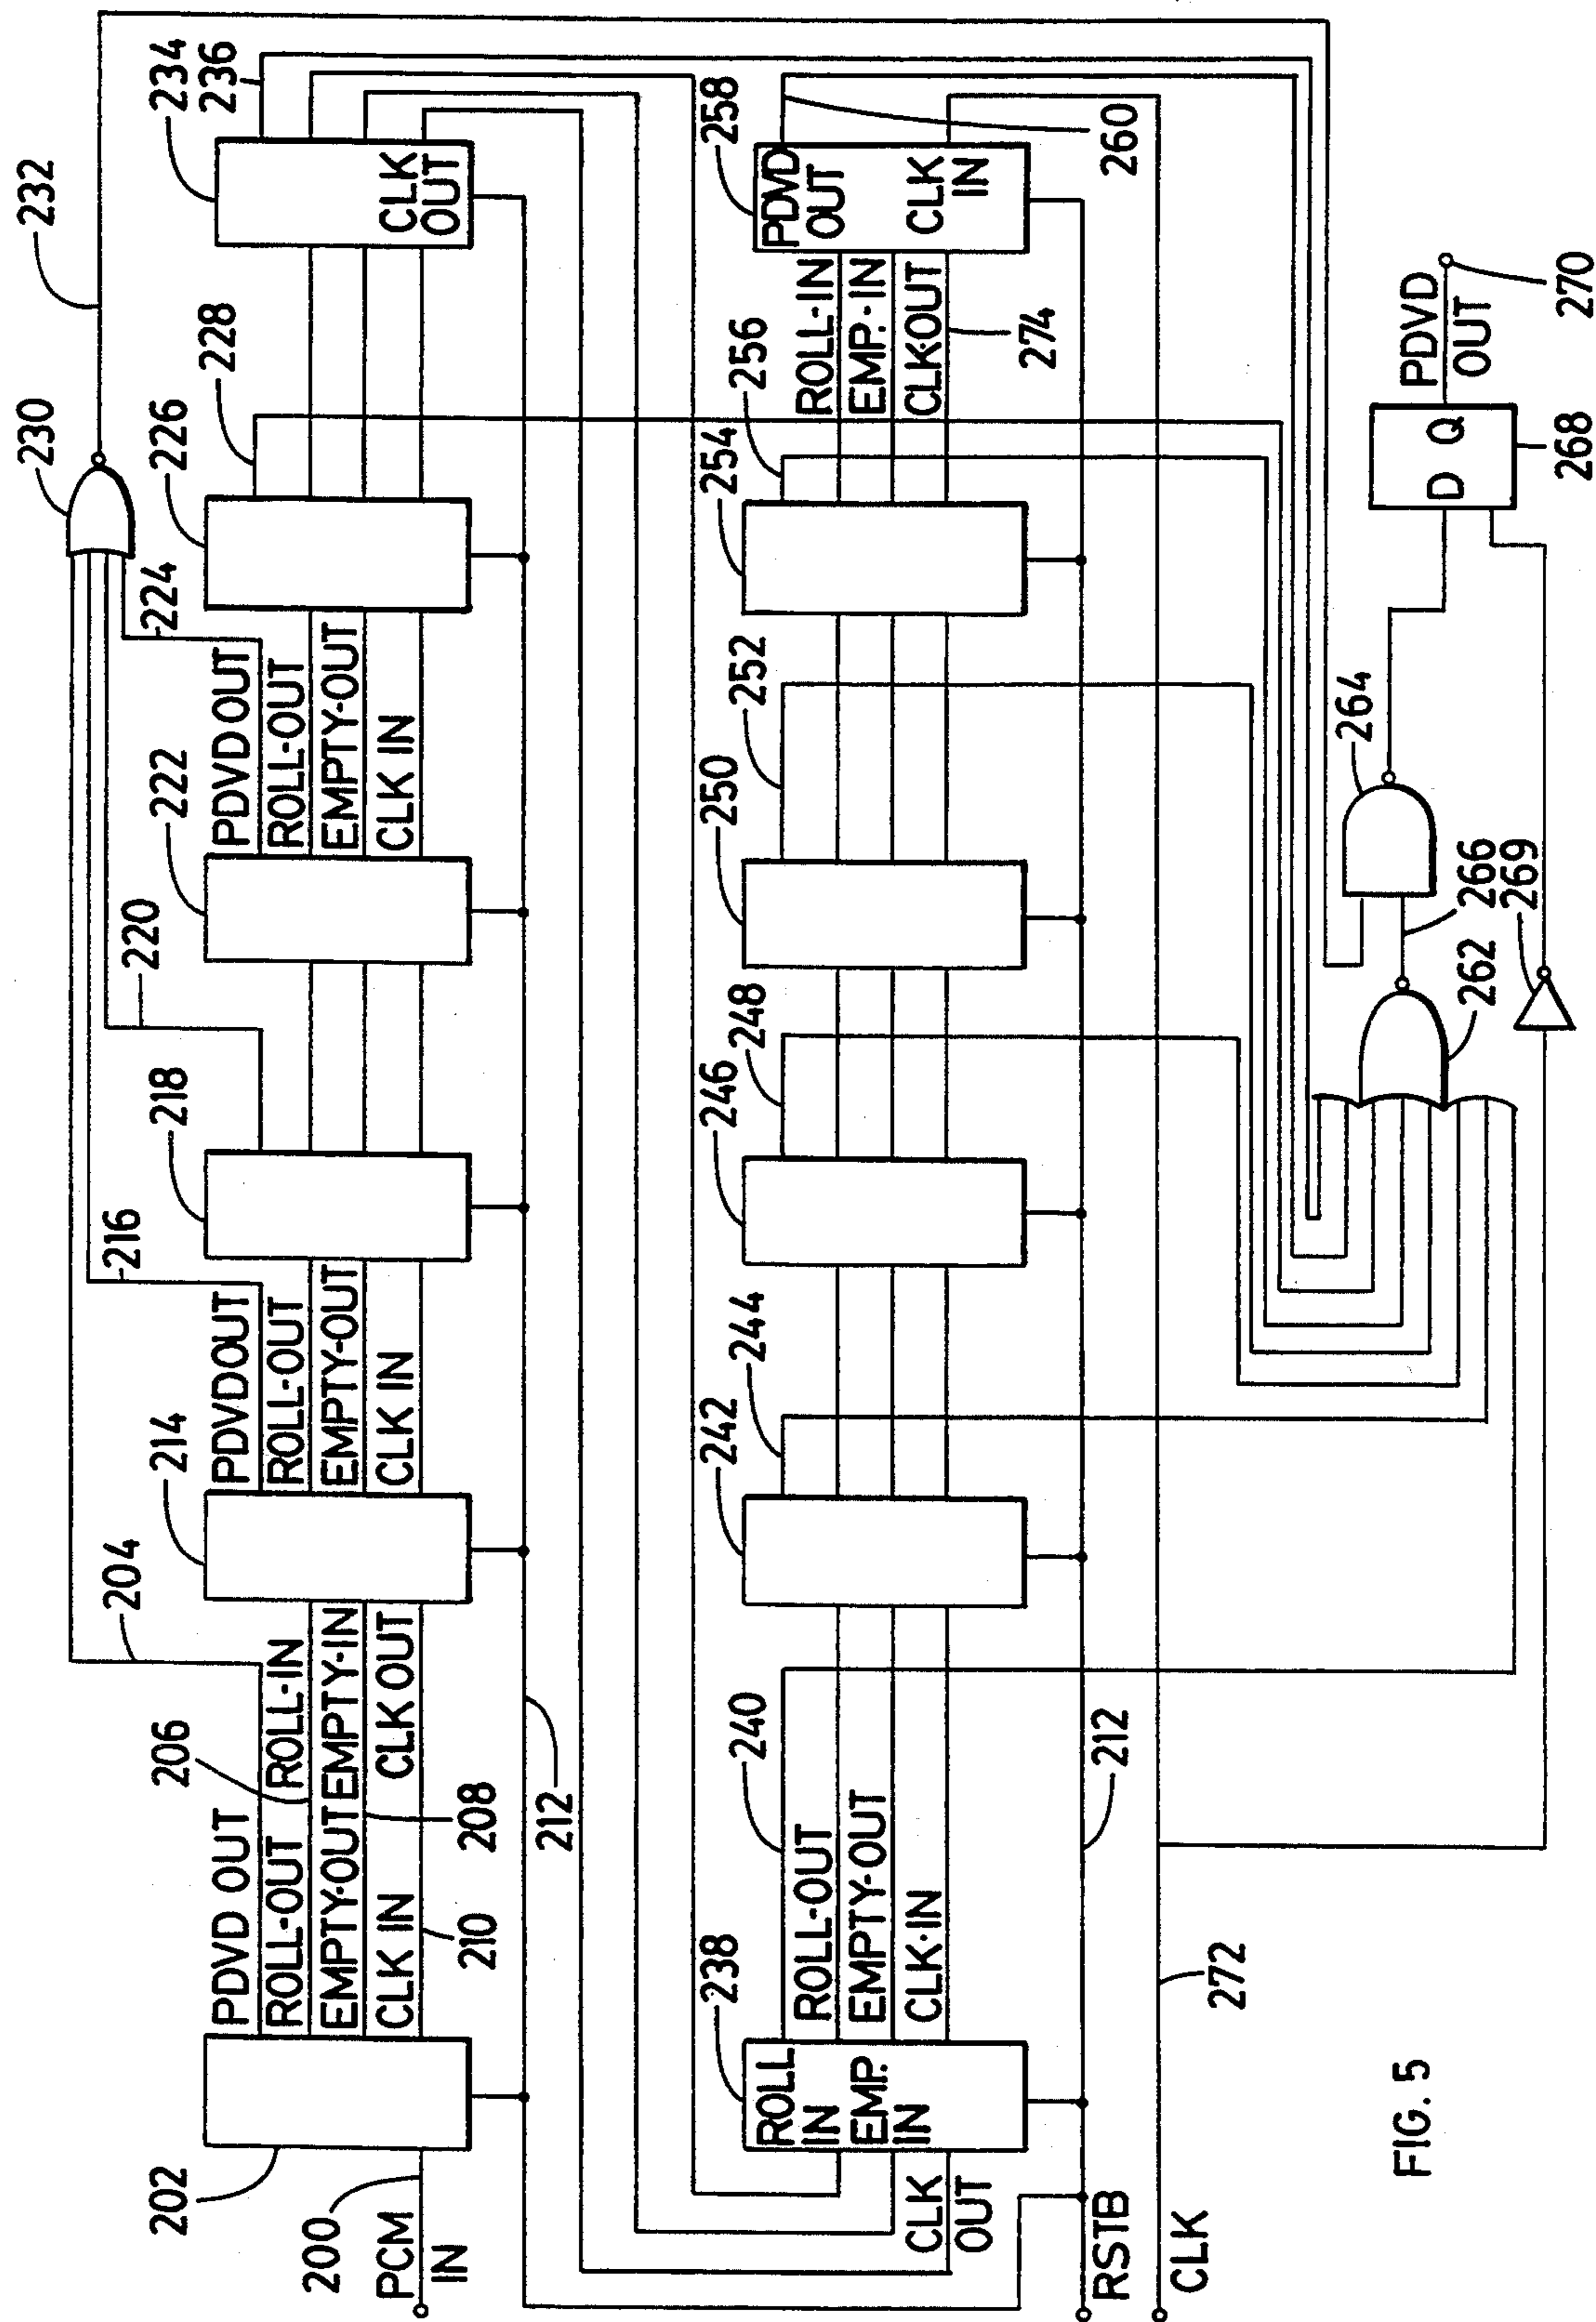 232
230
234
236
204
216
220
224
226
228
202
206
214
218
222
PDVD OUT
ROLL-OUT ROLL-IN
EMPTY-OUT EMPTY-IN
CLK IN CLK OUT
PDVDOUT
ROLL-OUT
EMPTY-OUT
CLK IN
PDVD OUT
ROLL-OUT
EMPTY-OUT
CLK IN
CLK
OUT
200
PCM
IN
210
208
212
238
240
242
244
246
248
250
252
254
256
258
ROLL
IN
EMP.
IN
CLK
OUT
ROLL-OUT
EMPTY-OUT
CLK-IN
ROLL-IN
EMP.-IN
CLK-OUT
PDVD
OUT
CLK
IN
274
260
212
RSTB
CLK
272
264
266
269
262
D Q
PDVD
OUT
268
270
FIG. 5